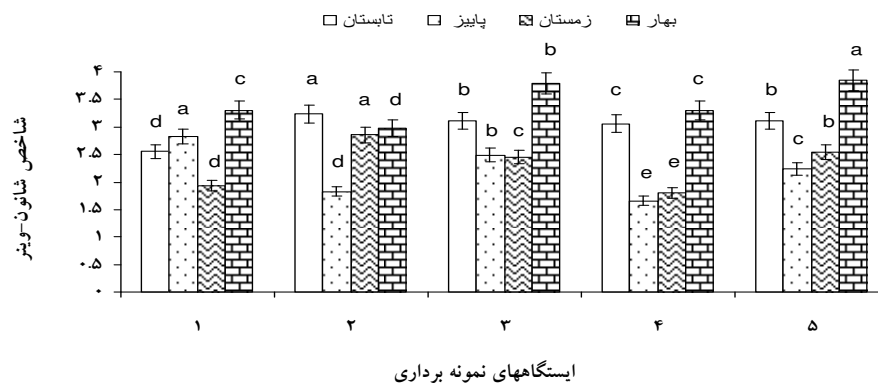 تابستان پاییز زمستان بهار
شاخص شانون-وینر
۴
۳.۵
۳
۲.۵
۲
۱.۵
۱
۰.۵
۰
d a d c a d a d b b c b c e e c b c b a
۱ ۲ ۳ ۴ ۵
ایستگاههای نمونه برداری